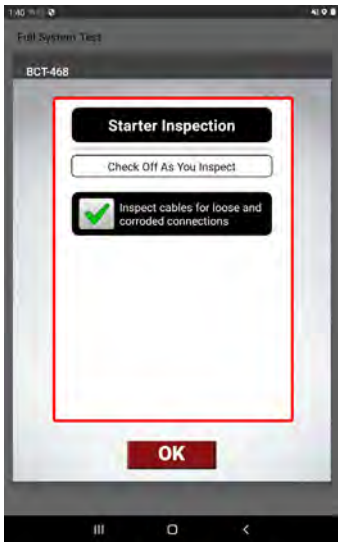 1:40
Full System Test
BCT-468
Starter Inspection
Check Off As You Inspect
Inspect cables for loose and
corroded connections
OK